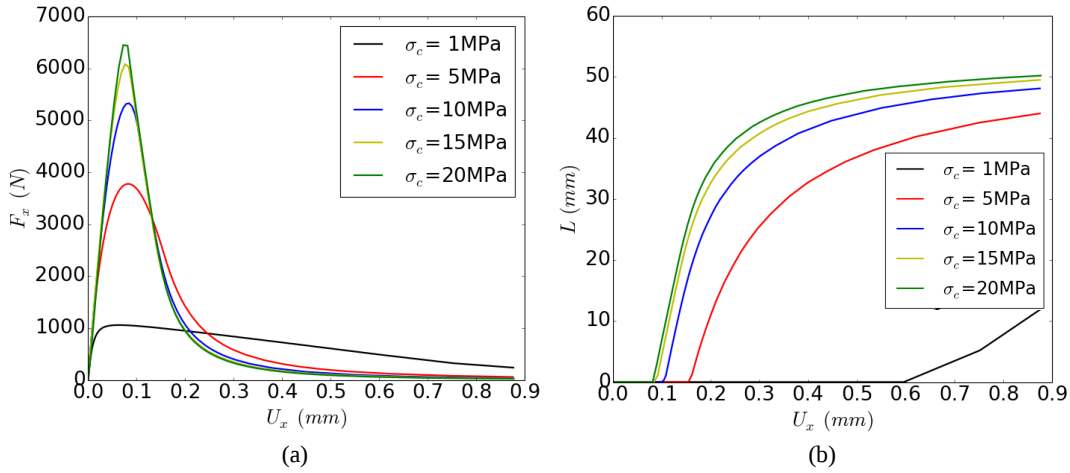 7000
6000
5000
4000
3000
2000
1000
0
F_x (N)
0.0 0.1 0.2 0.3 0.4 0.5 0.6 0.7 0.8 0.9
U_x (mm)
σ_c= 1MPa
σ_c= 5MPa
σ_c=10MPa
σ_c=15MPa
σ_c=20MPa
(a)
60
50
40
30
20
10
0
L (mm)
0.0 0.1 0.2 0.3 0.4 0.5 0.6 0.7 0.8 0.9
U_x (mm)
σ_c= 1MPa
σ_c= 5MPa
σ_c=10MPa
σ_c=15MPa
σ_c=20MPa
(b)